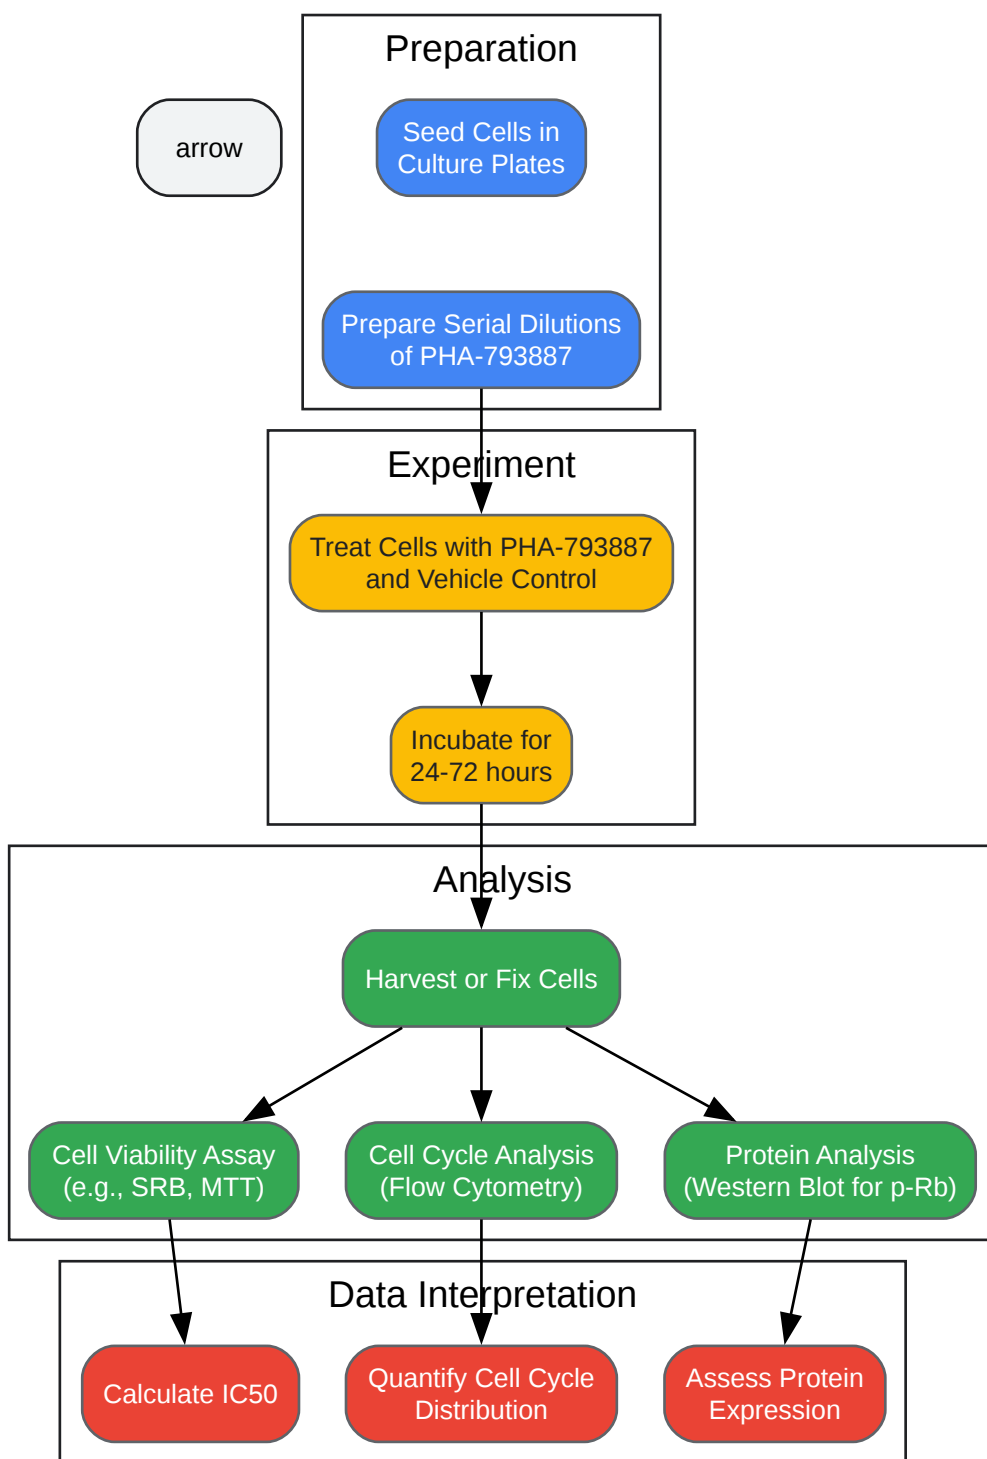 Preparation
arrow
Seed Cells in
Culture Plates
Prepare Serial Dilutions
of PHA-793887
Experiment
Treat Cells with PHA-793887
and Vehicle Control
Incubate for
24-72 hours
Analysis
Harvest or Fix Cells
Cell Viability Assay
(e.g., SRB, MTT)
Cell Cycle Analysis
(Flow Cytometry)
Protein Analysis
(Western Blot for p-Rb)
Data Interpretation
Calculate IC50
Quantify Cell Cycle
Distribution
Assess Protein
Expression